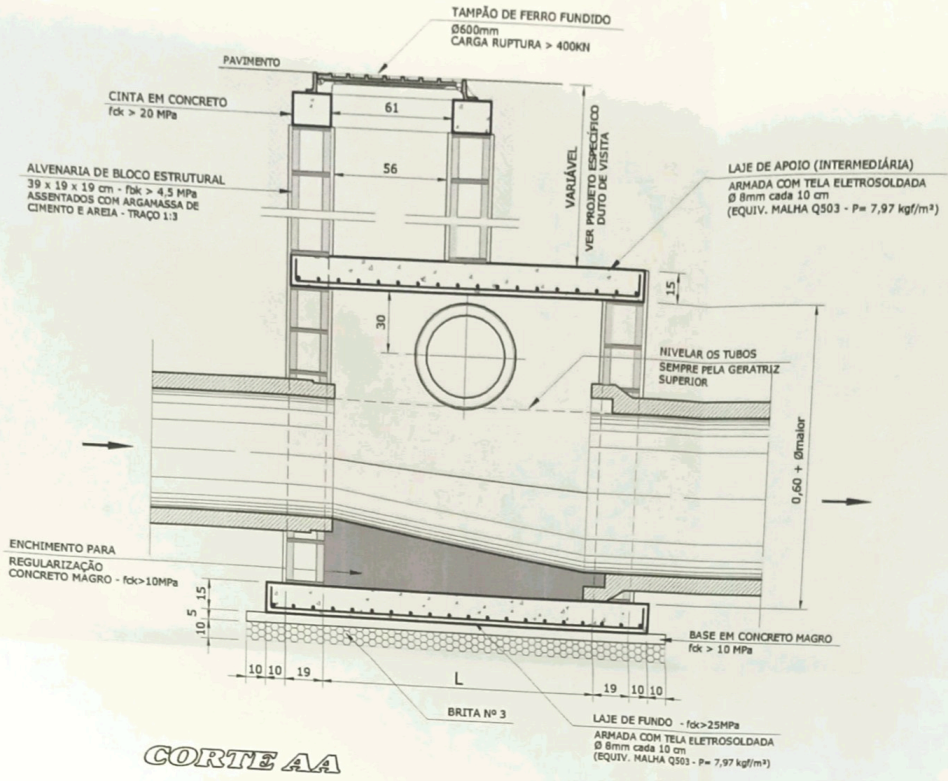 TAMPÃO DE FERRO FUNDIDO
Ø600mm
CARGA RUPTURA > 400KN
PAVIMENTO
CINTA EM CONCRETO
fck > 20 MPa
61
ALVENARIA DE BLOCO ESTRUTURAL
39 x 19 x 19 cm - fbk > 4,5 MPa
ASSENTADOS COM ARGAMASSA DE
CIMENTO E AREIA - TRAÇO 1:3
56
VARIÁVEL
VER PROJETO ESPECÍFICO
DUTO DE VISITA
LAJE DE APOIO (INTERMEDIÁRIA)
ARMADA COM TELA ELETROSOLDADA
Ø 8mm cada 10 cm
(EQUIV. MALHA Q503 - P= 7,97 kgf/m³)
15
30
NIVELAR OS TUBOS
SEMPRE PELA GERATRIZ
SUPERIOR
0,60 + Ømaior
ENCHIMENTO PARA
REGULARIZAÇÃO
CONCRETO MAGRO - fck>10MPa
15
5
10
BASE EM CONCRETO MAGRO
fck > 10 MPa
10 10 19 L 19 10 10
BRITA Nº 3
LAJE DE FUNDO - fck>25MPa
ARMADA COM TELA ELETROSOLDADA
Ø 8mm cada 10 cm
(EQUIV. MALHA Q503 - P= 7,97 kgf/m³)
CORTE AA